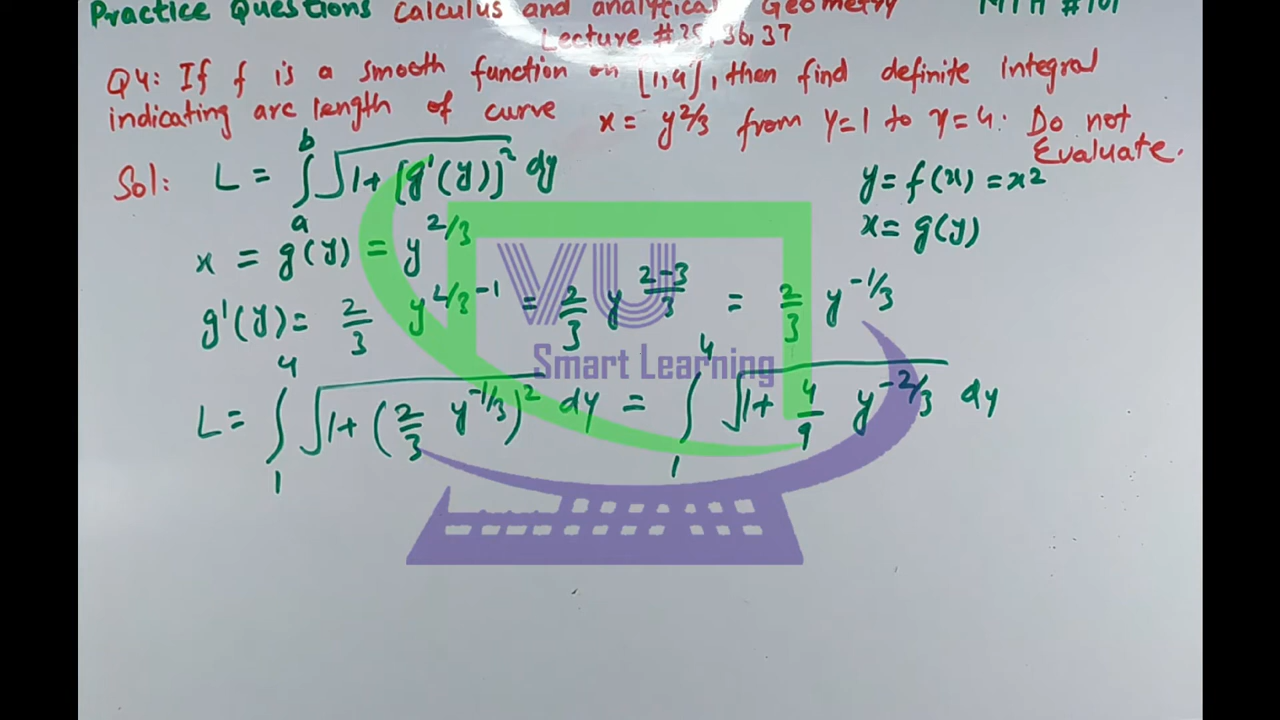 Practice Questions Calculus and analytical Geometry MTH #101
Lecture #35,36,37
Q4: If f is a smooth function on [1,4], then find definite integral
indicating arc length of curve x = y^2/3 from y=1 to y=4. Do not
Evaluate.
Sol: L = ∫_a^b √(1+[g'(y)]^2) dy
y = f(x) = x2
x = g(y) = y^2/3
x = g(y)
g'(y) = 2/3 y^(2/3-1) = 2/3 y^((2-3)/3) = 2/3 y^(-1/3)
VU
Smart Learning
L = ∫_1^4 √(1+(2/3 y^(-1/3))^2) dy = ∫_1^4 √(1+4/9 y^(-2/3)) dy